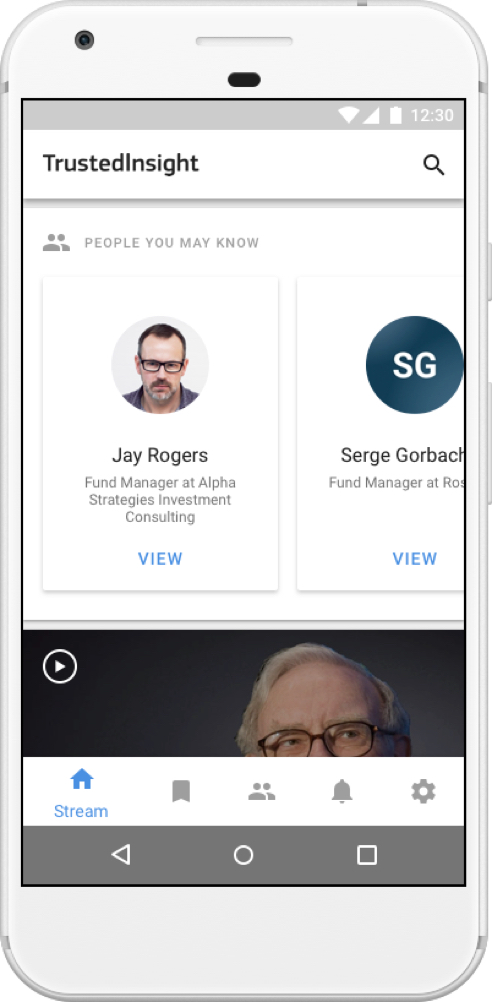 12:30
TrustedInsight
PEOPLE YOU MAY KNOW
SG
Jay Rogers
Serge Gorbach
Fund Manager at Alpha
Strategies Investment
Consulting
Fund Manager at Ros
VIEW
VIEW
Stream